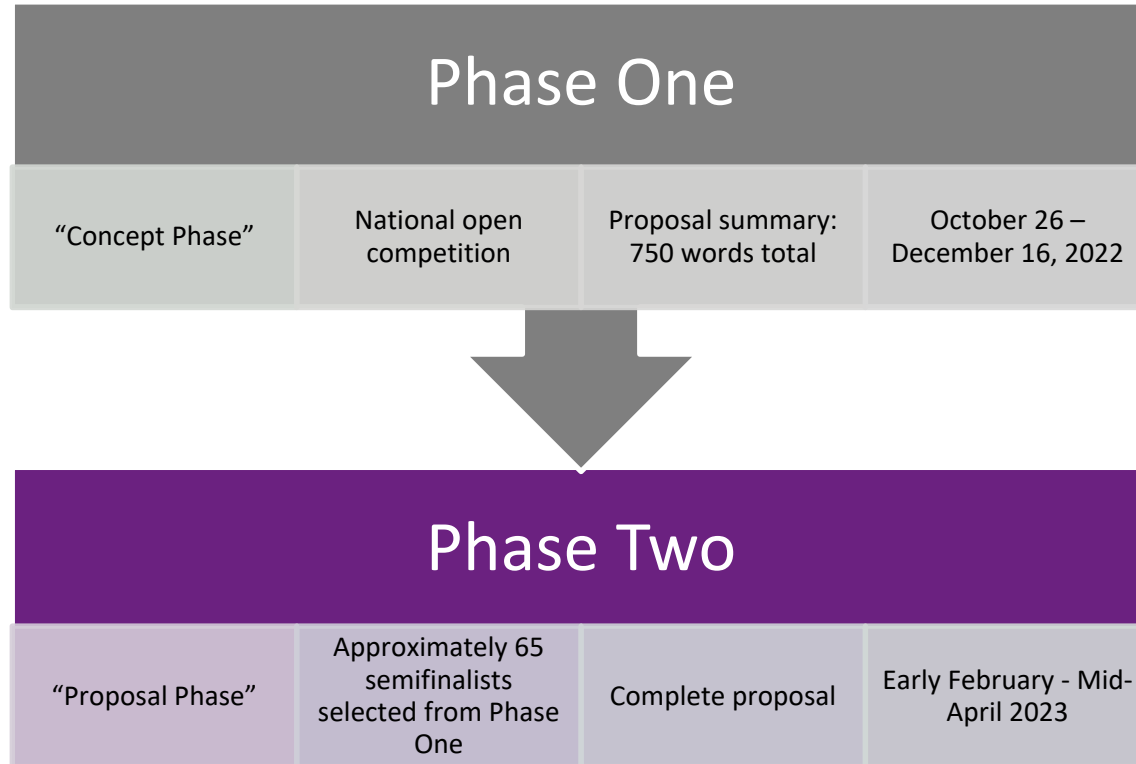 Phase One
“Concept Phase”
National open
competition
Proposal summary:
750 words total
October 26 –
December 16, 2022
Phase Two
“Proposal Phase”
Approximately 65
semifinalists
selected from Phase
One
Complete proposal
Early February - Mid-
April 2023